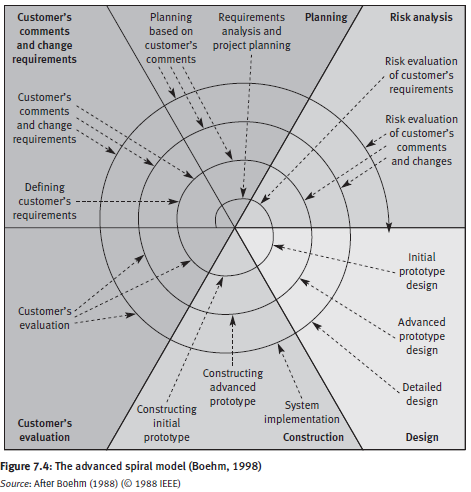 Customer's
comments
and change
requirements
Planning
based on
customer's
comments
Requirements
analysis and
project planning
Planning
Risk analysis
Risk evaluation
of customer's
requirements
Customer's
comments
and change
requirements
Risk evaluation
of customer's
comments
and changes
Defining
customer's
requirements
Initial
prototype
design
Customer's
evaluation
Advanced
prototype
design
Constructing
advanced
prototype
Detailed
design
Constructing
initial
prototype
System
implementation
Customer's
evaluation
Construction
Design
Figure 7.4: The advanced spiral model (Boehm, 1998)
Source: After Boehm (1988) (© 1988 IEEE)